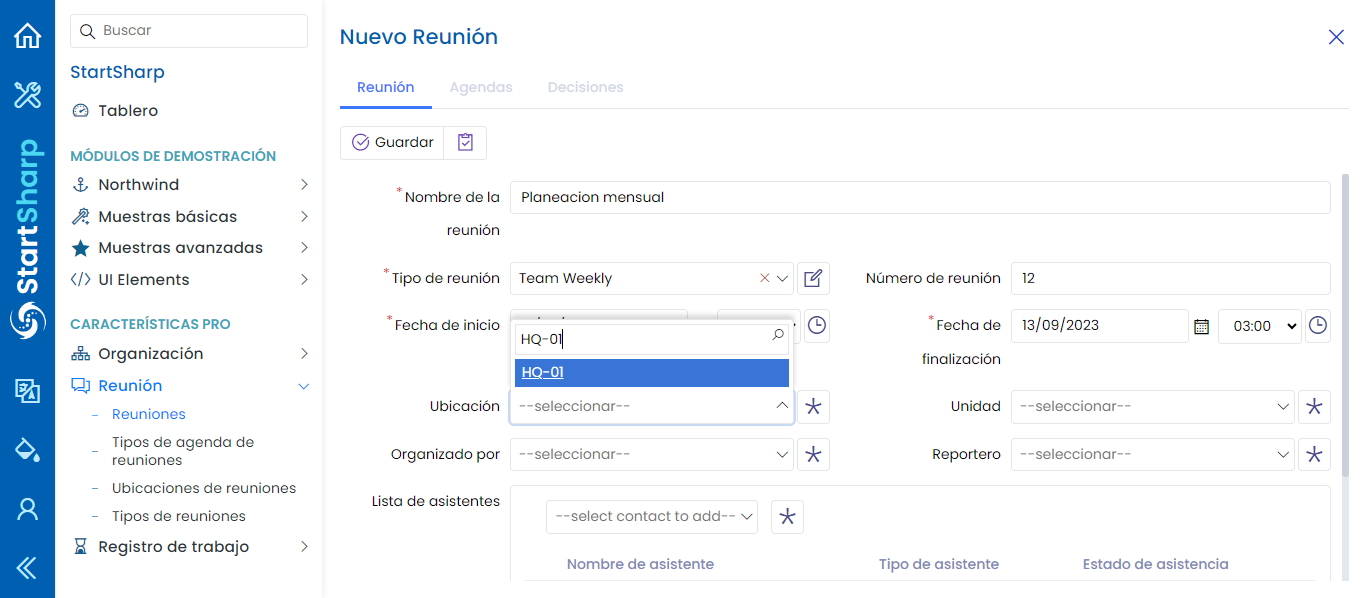 StartSharp
Buscar
StartSharp
Tablero
MÓDULOS DE DEMOSTRACIÓN
Northwind
Muestras básicas
Muestras avanzadas
UI Elements
CARACTERÍSTICAS PRO
Organización
Reunión
Reuniones
Tipos de agenda de
reuniones
Ubicaciones de reuniones
Tipos de reuniones
Registro de trabajo
Nuevo Reunión
Reunión Agendas Decisiones
Guardar
*Nombre de la
reunión
Planeacion mensual
*Tipo de reunión Team Weekly
Número de reunión 12
*Fecha de inicio
*Fecha de
finalización
13/09/2023 03:00
HQ-01
HQ-01
Ubicación --seleccionar--
Unidad --seleccionar--
Organizado por --seleccionar--
Reportero --seleccionar--
Lista de asistentes
--select contact to add--
Nombre de asistente Tipo de asistente Estado de asistencia